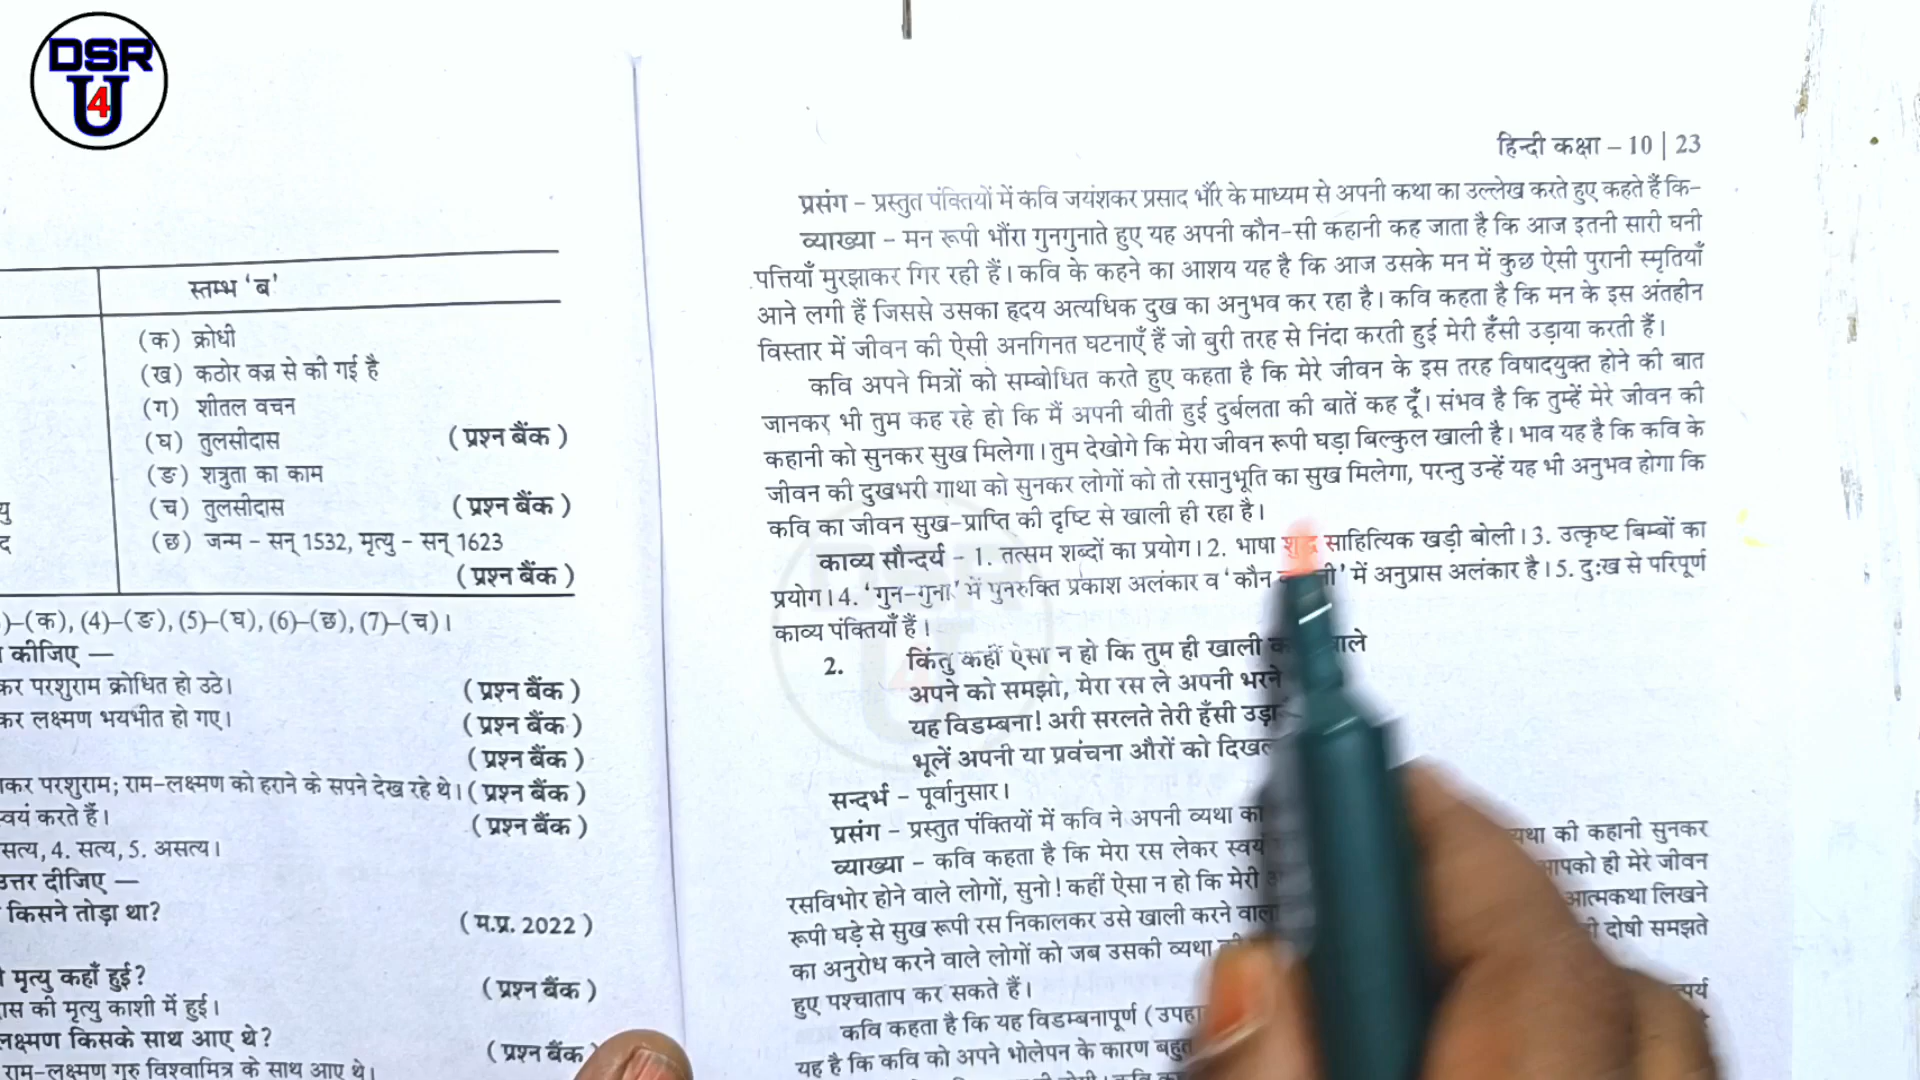 DSR
U
4
स्तम्भ 'ब'
(क) क्रोधी
(ख) कठोर वज्र से की गई है
(ग) शीतल वचन
(घ) तुलसीदास (प्रश्न बैंक)
(ङ) शत्रुता का काम
(च) तुलसीदास (प्रश्न बैंक)
(छ) जन्म – सन् 1532, मृत्यु – सन् 1623
(प्रश्न बैंक)
)–(क), (4)–(ङ), (5)–(घ), (6)–(छ), (7)–(च)।
कीजिए —
कर परशुराम क्रोधित हो उठे। (प्रश्न बैंक)
कर लक्ष्मण भयभीत हो गए। (प्रश्न बैंक)
(प्रश्न बैंक)
कर परशुराम; राम-लक्ष्मण को हराने के सपने देख रहे थे। (प्रश्न बैंक)
स्वयं करते हैं। (प्रश्न बैंक)
सत्य, 4. सत्य, 5. असत्य।
उत्तर दीजिए —
किसने तोड़ा था? (म.प्र. 2022)
मृत्यु कहाँ हुई? (प्रश्न बैंक)
की मृत्यु काशी में हुई।
लक्ष्मण किसके साथ आए थे? (प्रश्न बैंक
राम-लक्ष्मण गुरु विश्वामित्र के साथ आए थे।
हिन्दी कक्षा – 10 | 23
प्रसंग – प्रस्तुत पंक्तियों में कवि जयंशकर प्रसाद भौंरे के माध्यम से अपनी कथा का उल्लेख करते हुए कहते हैं कि–
व्याख्या – मन रूपी भौंरा गुनगुनाते हुए यह अपनी कौन-सी कहानी कह जाता है कि आज इतनी सारी घनी
पत्तियाँ मुरझाकर गिर रही हैं। कवि के कहने का आशय यह है कि आज उसके मन में कुछ ऐसी पुरानी स्मृतियाँ
आने लगी हैं जिससे उसका हृदय अत्यधिक दुख का अनुभव कर रहा है। कवि कहता है कि मन के इस अंतहीन
विस्तार में जीवन की ऐसी अनगिनत घटनाएँ हैं जो बुरी तरह से निंदा करती हुई मेरी हँसी उड़ाया करती हैं।
कवि अपने मित्रों को सम्बोधित करते हुए कहता है कि मेरे जीवन के इस तरह विषादयुक्त होने की बात
जानकर भी तुम कह रहे हो कि मैं अपनी बीती हुई दुर्बलता की बातें कह दूँ। संभव है कि तुम्हें मेरे जीवन की
कहानी को सुनकर सुख मिलेगा। तुम देखोगे कि मेरा जीवन रूपी घड़ा बिल्कुल खाली है। भाव यह है कि कवि के
जीवन की दुखभरी गाथा को सुनकर लोगों को तो रसानुभूति का सुख मिलेगा, परन्तु उन्हें यह भी अनुभव होगा कि
कवि का जीवन सुख-प्राप्ति की दृष्टि से खाली ही रहा है।
काव्य सौन्दर्य – 1. तत्सम शब्दों का प्रयोग। 2. भाषा शुद्ध साहित्यिक खड़ी बोली। 3. उत्कृष्ट बिम्बों का
प्रयोग। 4. 'गुन-गुना' में पुनरुक्ति प्रकाश अलंकार व 'कौन में अनुप्रास अलंकार है। 5. दुःख से परिपूर्ण
काव्य पंक्तियाँ हैं।
2. किंतु कहीं ऐसा न हो कि तुम ही खाली वाले
अपने को समझो, मेरा रस ले अपनी भरने
यह विडम्बना! अरी सरलते तेरी हँसी
भूलें अपनी या प्रवंचना औरों को
सन्दर्भ – पूर्वानुसार।
प्रसंग – प्रस्तुत पंक्तियों में कवि ने अपनी व्यथा का
व्याख्या – कवि कहता है कि मेरा रस लेकर स्वयं की कहानी सुनकर
रसविभोर होने वाले लोगों, सुनो! कहीं ऐसा न हो कि मेरी आपको ही मेरे जीवन
रूपी घड़े से सुख रूपी रस निकालकर उसे खाली करने आत्मकथा लिखने
का अनुरोध करने वाले लोगों को जब उसकी व्यथा दोषी समझते
हुए पश्चाताप कर सकते हैं।
कवि कहता है कि यह विडम्बनापूर्ण
यह है कि कवि को अपने भोलेपन के कारण बहुत